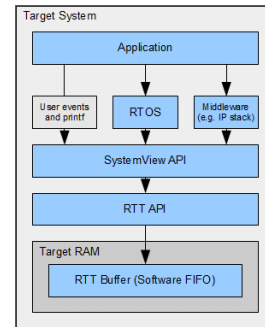 Target System
Application
User events
and printf
RTOS
Middleware
(e.g. IP stack)
SystemView API
RTT API
Target RAM
RTT Buffer (Software FIFO)